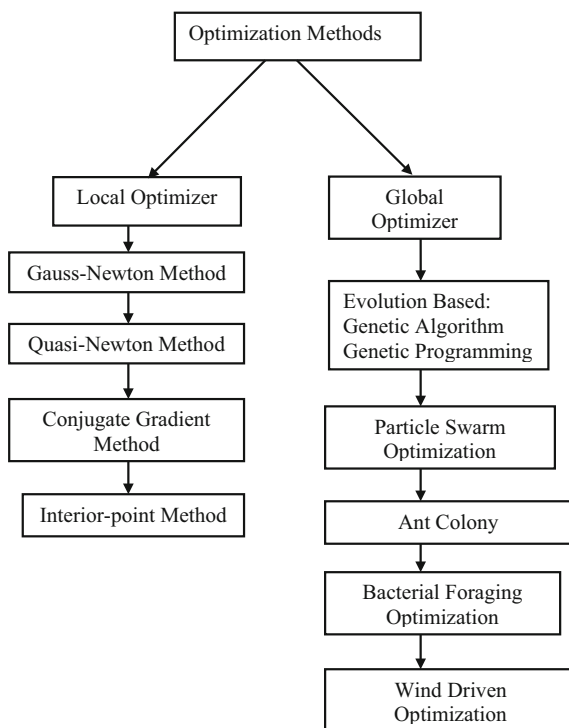 Optimization Methods
Local Optimizer
Gauss-Newton Method
Quasi-Newton Method
Conjugate Gradient
Method
Interior-point Method
Global
Optimizer
Evolution Based:
Genetic Algorithm
Genetic Programming
Particle Swarm
Optimization
Ant Colony
Bacterial Foraging
Optimization
Wind Driven
Optimization